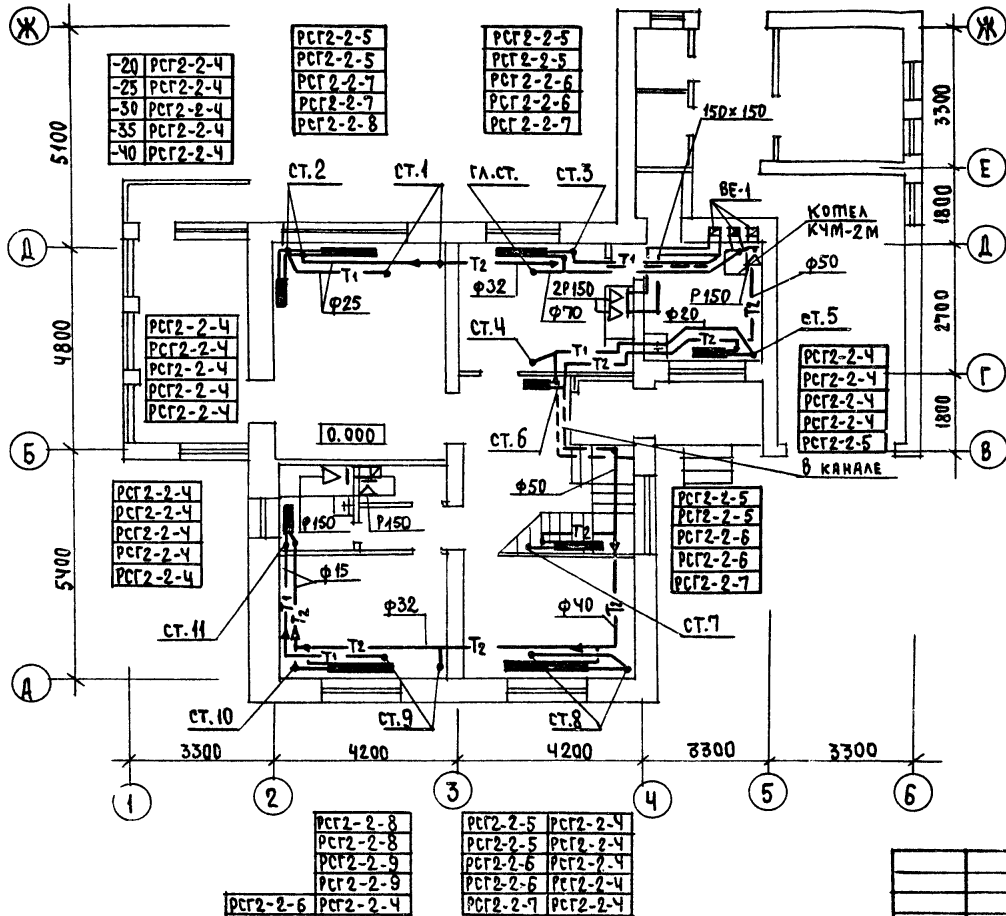 Ж
Ж
-20 РСГ2-2-4
-25 РСГ2-2-4
-30 РСГ2-2-4
-35 РСГ2-2-4
-40 РСГ2-2-4
РСГ2-2-5
РСГ2-2-5
РСГ2-2-7
РСГ2-2-7
РСГ2-2-8
РСГ2-2-5
РСГ2-2-5
РСГ2-2-6
РСГ2-2-6
РСГ2-2-7
150×150
5100
3300
Е
СТ.2
СТ.1
ГЛ.СТ.
СТ.3
ВЕ-1
КОТЕЛ
КЧМ-2М
1800
Д
Д
Т1
Т2
Т1
ф50
ф25
ф32
2Р150
ф70
Р150
Т2
ф20
2700
4800
РСГ2-2-4
РСГ2-2-4
РСГ2-2-4
РСГ2-2-4
РСГ2-2-4
СТ.4
Т1
Т2
Т2
СТ.5
РСГ2-2-4
РСГ2-2-4
РСГ2-2-4
РСГ2-2-4
РСГ2-2-5
Г
1800
Б
0.000
СТ.6
В КАНАЛЕ
В
РСГ2-2-4
РСГ2-2-4
РСГ2-2-4
РСГ2-2-4
РСГ2-2-4
ф150
Р150
ф50
Т2
РСГ2-2-5
РСГ2-2-5
РСГ2-2-6
РСГ2-2-6
РСГ2-2-7
5400
ф15
Т1
Т2
ф32
ф40
Т2
СТ.7
СТ.11
Т1
Т2
Т2
А
СТ.10
СТ.9
СТ.8
3300
4200
4200
3300
3300
1
2
3
4
5
6
РСГ2-2-8
РСГ2-2-8
РСГ2-2-9
РСГ2-2-9
РСГ2-2-6 РСГ2-2-4
РСГ2-2-5 РСГ2-2-4
РСГ2-2-5 РСГ2-2-4
РСГ2-2-6 РСГ2-2-4
РСГ2-2-6 РСГ2-2-4
РСГ2-2-7 РСГ2-2-4